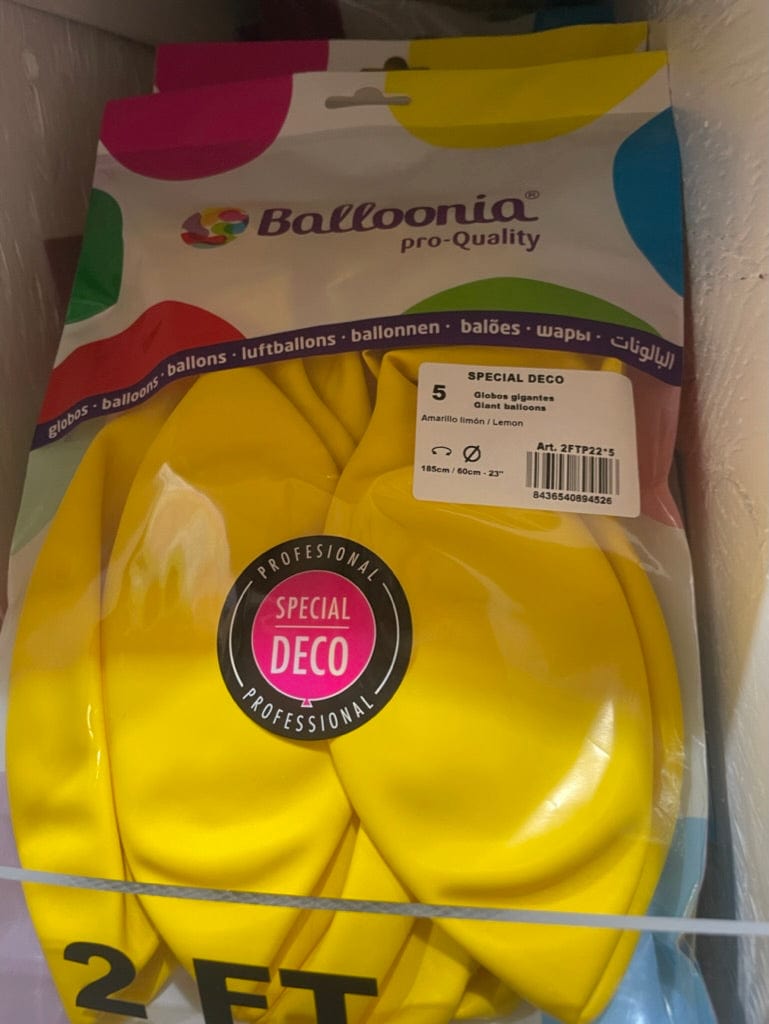 Balloonia®
pro-Quality
globos · balloons · ballons · luftballons · ballonnen · balões · шары · البالونات
SPECIAL DECO
5
Globos gigantes
Giant balloons
Amarillo limón / Lemon
Art. 2FTP22*5
185cm / 60cm - 23"
8436540894526
PROFESIONAL
SPECIAL
DECO
PROFESSIONAL
2 FT